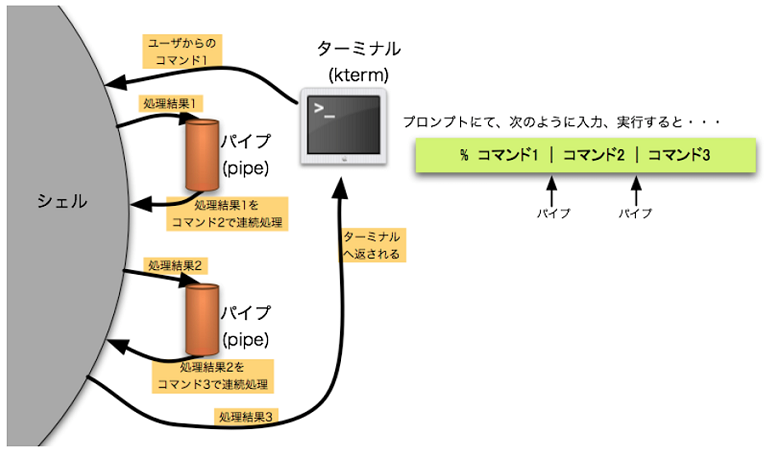 ユーザからの
コマンド1
ターミナル
(kterm)
>_
処理結果1
パイプ
(pipe)
プロンプトにて、次のように入力、実行すると・・・
% コマンド1 | コマンド2 | コマンド3
パイプ
パイプ
シェル
処理結果1を
コマンド2で連続処理
ターミナル
へ返される
処理結果2
パイプ
(pipe)
処理結果2を
コマンド3で連続処理
処理結果3